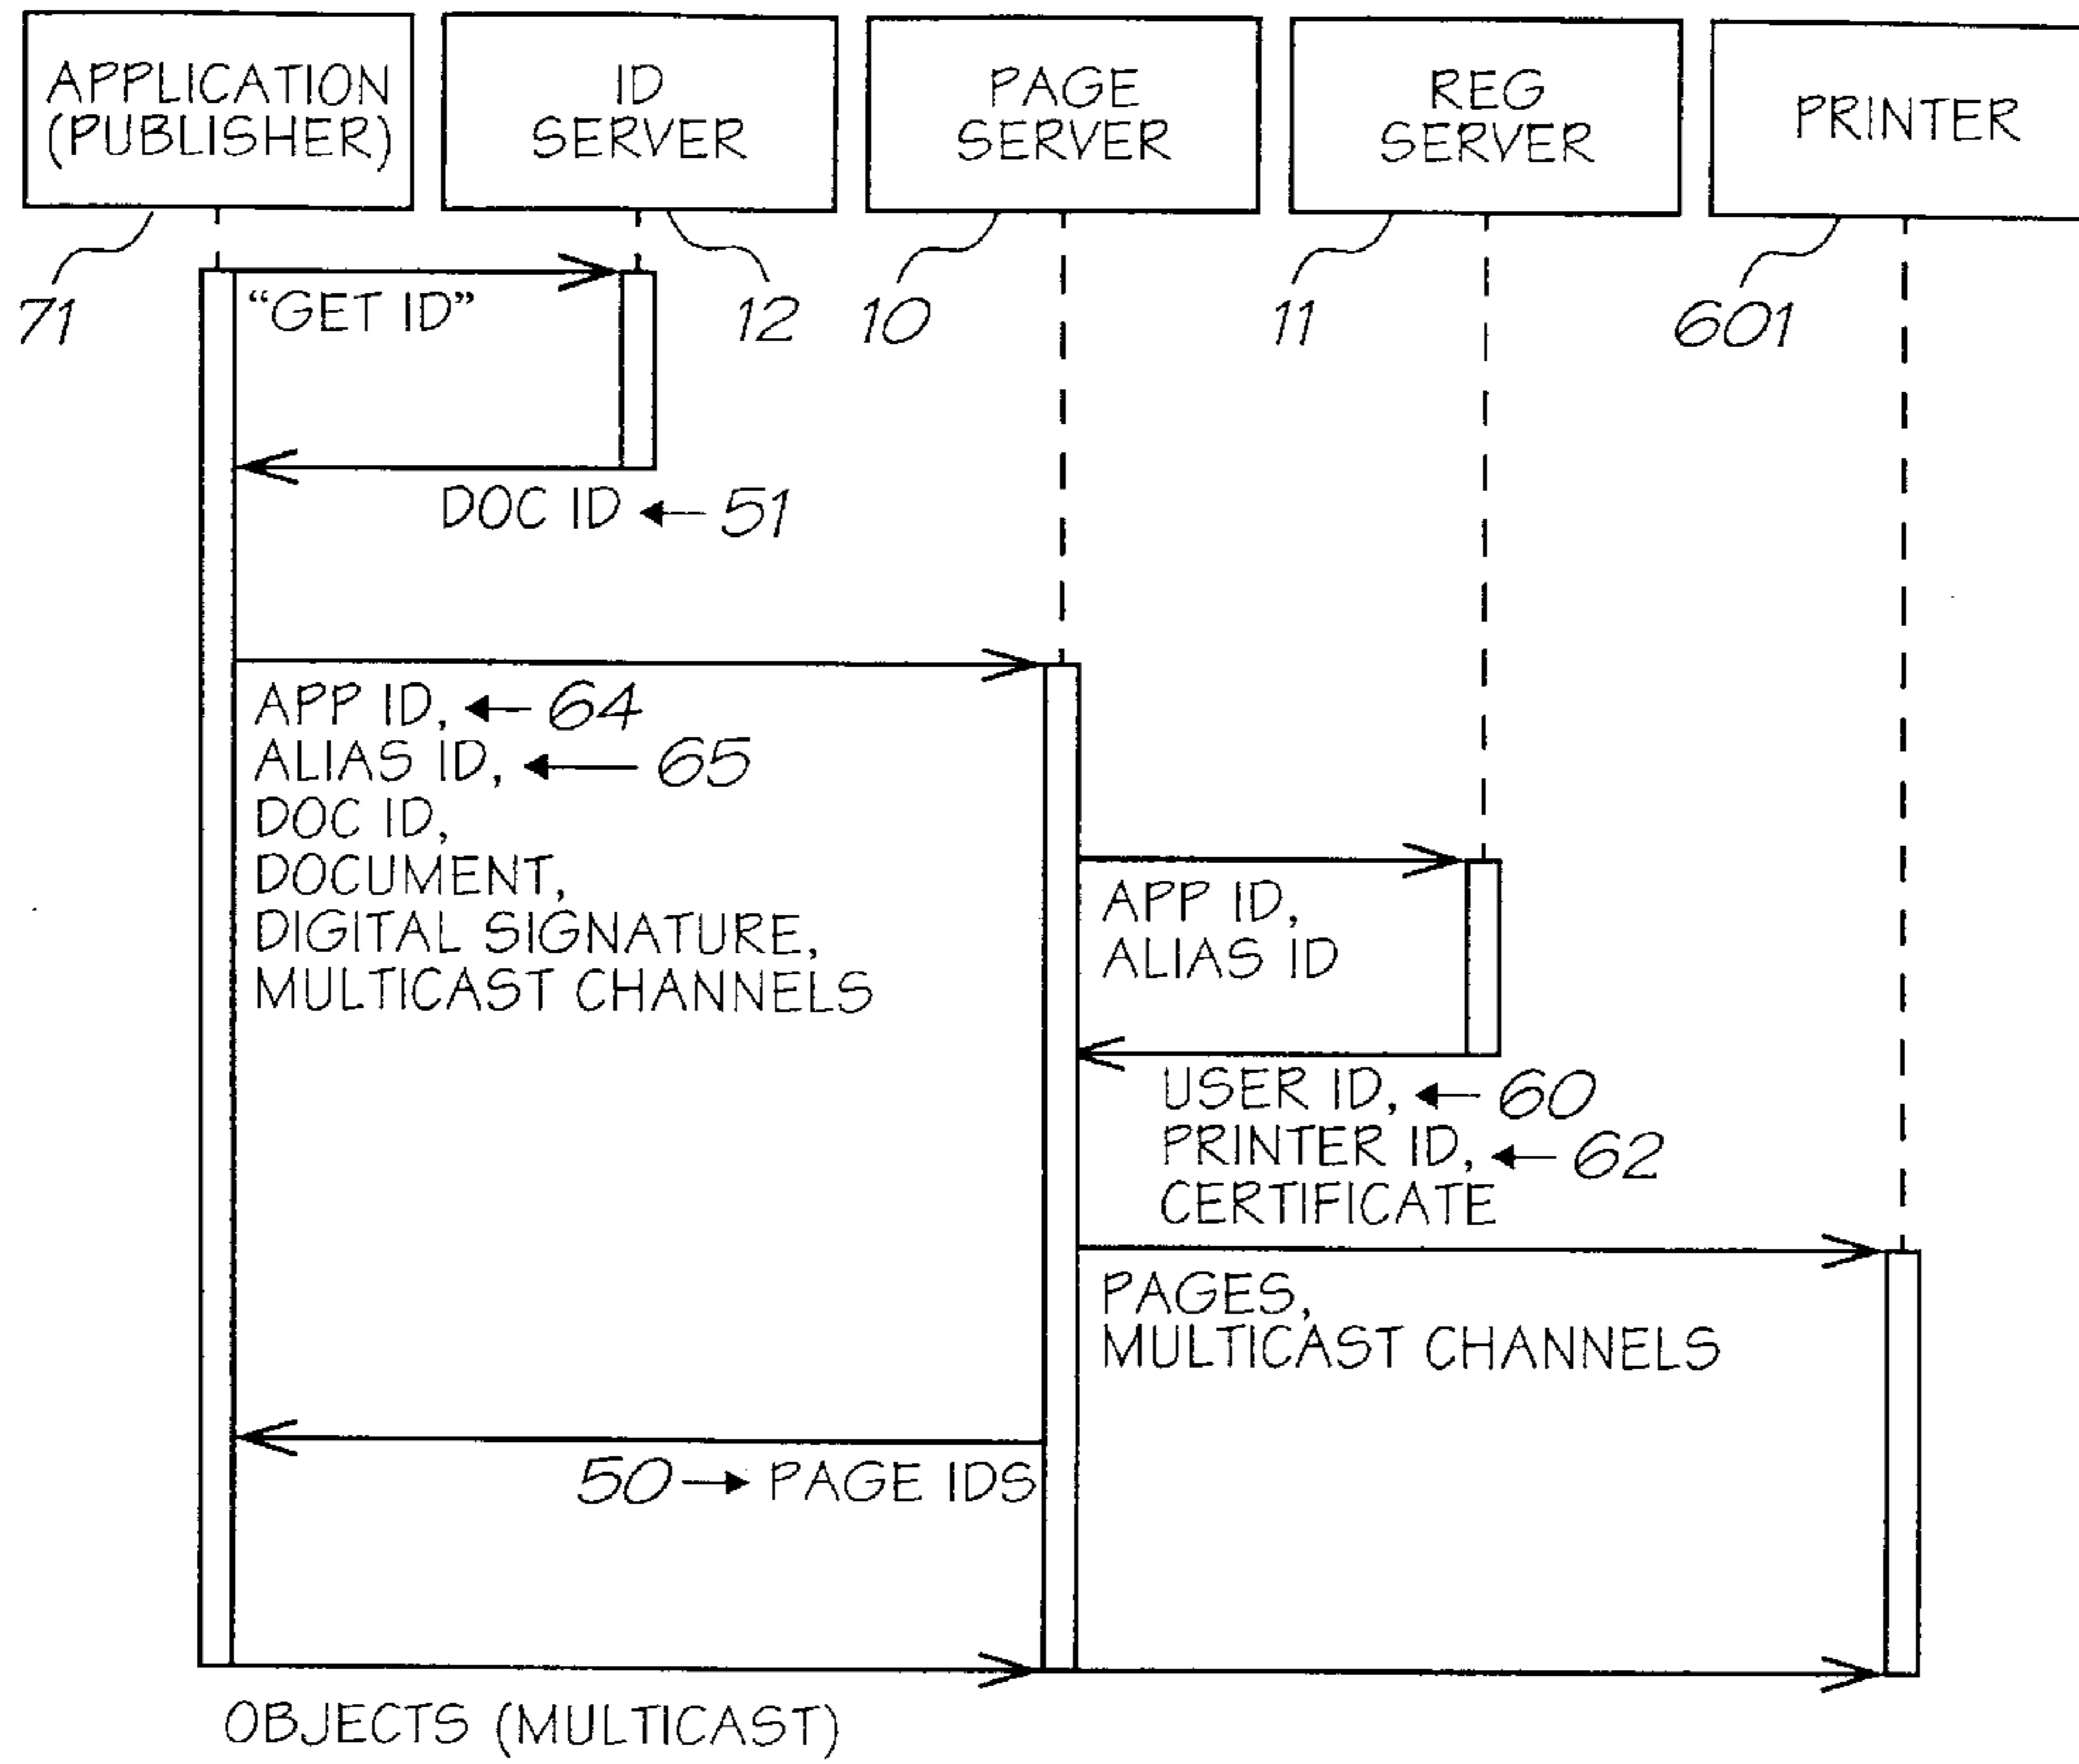 APPLICATION
(PUBLISHER)
ID
SERVER
PAGE
SERVER
REG
SERVER
PRINTER
71
12
10
11
601
“GET ID”
DOC ID ← 51
APP ID, ← 64
ALIAS ID, ← 65
DOC ID,
DOCUMENT,
DIGITAL SIGNATURE,
MULTICAST CHANNELS
APP ID,
ALIAS ID
USER ID, ← 60
PRINTER ID, ← 62
CERTIFICATE
PAGES,
MULTICAST CHANNELS
50 → PAGE IDS
OBJECTS (MULTICAST)